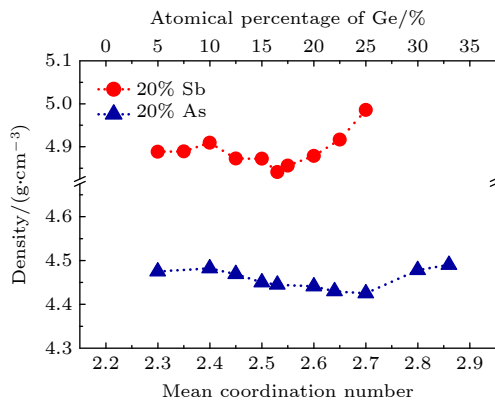 Atomical percentage of Ge/%
0 5 10 15 20 25 30 35
5.1
5.0
4.9
4.6
4.5
4.4
4.3
Density/(g·cm⁻³)
20% Sb
20% As
2.2 2.3 2.4 2.5 2.6 2.7 2.8 2.9
Mean coordination number